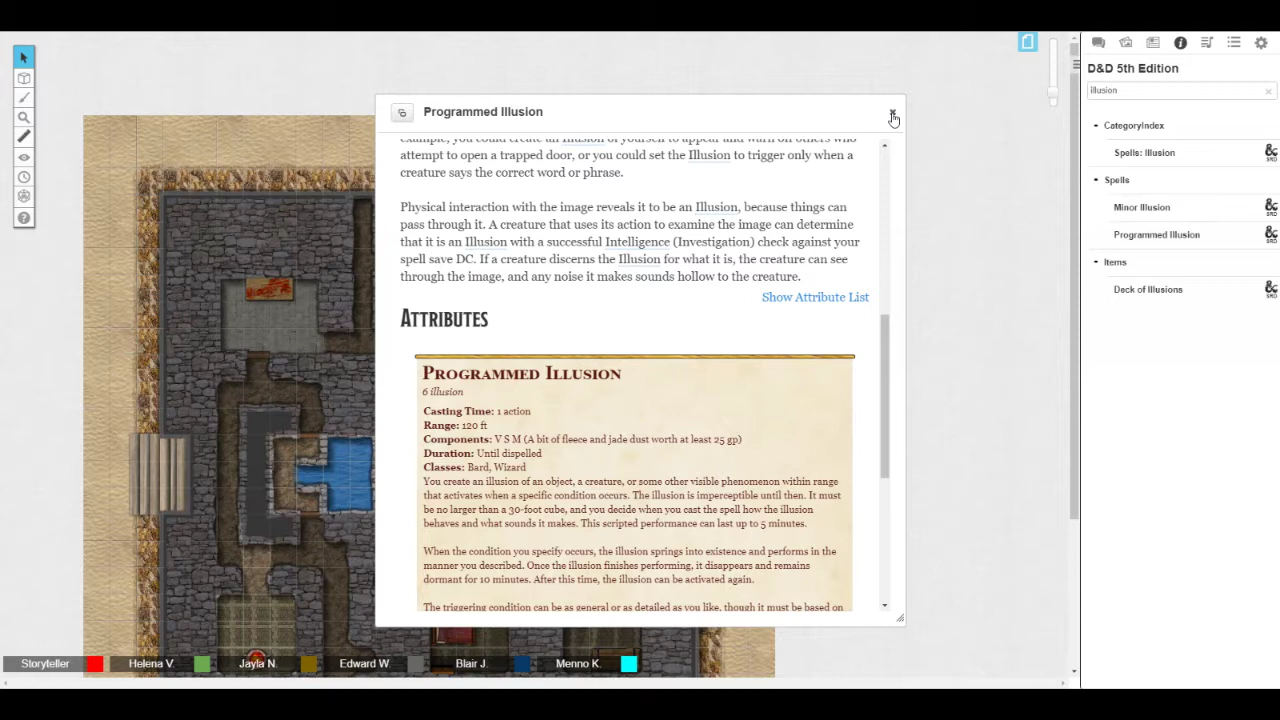 D&D 5th Edition
illusion
CategoryIndex
Spells: Illusion
Spells
Minor Illusion
Programmed Illusion
Items
Deck of Illusions
Programmed Illusion
example, you could create an Illusion of yourself to appear and warn off others who
attempt to open a trapped door, or you could set the Illusion to trigger only when a
creature says the correct word or phrase.
Physical interaction with the image reveals it to be an Illusion, because things can
pass through it. A creature that uses its action to examine the image can determine
that it is an Illusion with a successful Intelligence (Investigation) check against your
spell save DC. If a creature discerns the Illusion for what it is, the creature can see
through the image, and any noise it makes sounds hollow to the creature.
Show Attribute List
ATTRIBUTES
PROGRAMMED ILLUSION
6 illusion
Casting Time: 1 action
Range: 120 ft
Components: V S M (A bit of fleece and jade dust worth at least 25 gp)
Duration: Until dispelled
Classes: Bard, Wizard
You create an illusion of an object, a creature, or some other visible phenomenon within range
that activates when a specific condition occurs. The illusion is imperceptible until then. It must
be no larger than a 30-foot cube, and you decide when you cast the spell how the illusion
behaves and what sounds it makes. This scripted performance can last up to 5 minutes.
When the condition you specify occurs, the illusion springs into existence and performs in the
manner you described. Once the illusion finishes performing, it disappears and remains
dormant for 10 minutes. After this time, the illusion can be activated again.
The triggering condition can be as general or as detailed as you like, though it must be based on
Storyteller
Helena V.
Jayla N.
Edward W.
Blair J.
Menno K.